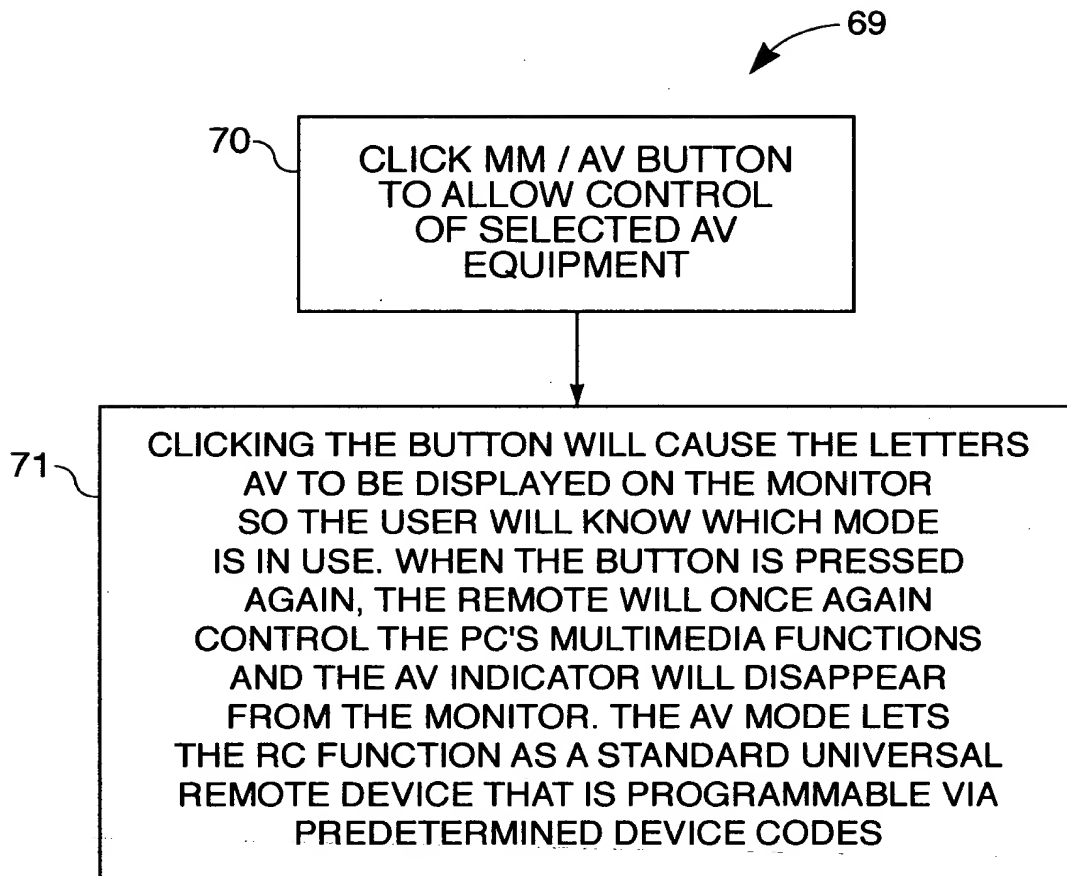 69
70
CLICK MM / AV BUTTON
TO ALLOW CONTROL
OF SELECTED AV
EQUIPMENT
71
CLICKING THE BUTTON WILL CAUSE THE LETTERS
AV TO BE DISPLAYED ON THE MONITOR
SO THE USER WILL KNOW WHICH MODE
IS IN USE. WHEN THE BUTTON IS PRESSED
AGAIN, THE REMOTE WILL ONCE AGAIN
CONTROL THE PC'S MULTIMEDIA FUNCTIONS
AND THE AV INDICATOR WILL DISAPPEAR
FROM THE MONITOR. THE AV MODE LETS
THE RC FUNCTION AS A STANDARD UNIVERSAL
REMOTE DEVICE THAT IS PROGRAMMABLE VIA
PREDETERMINED DEVICE CODES